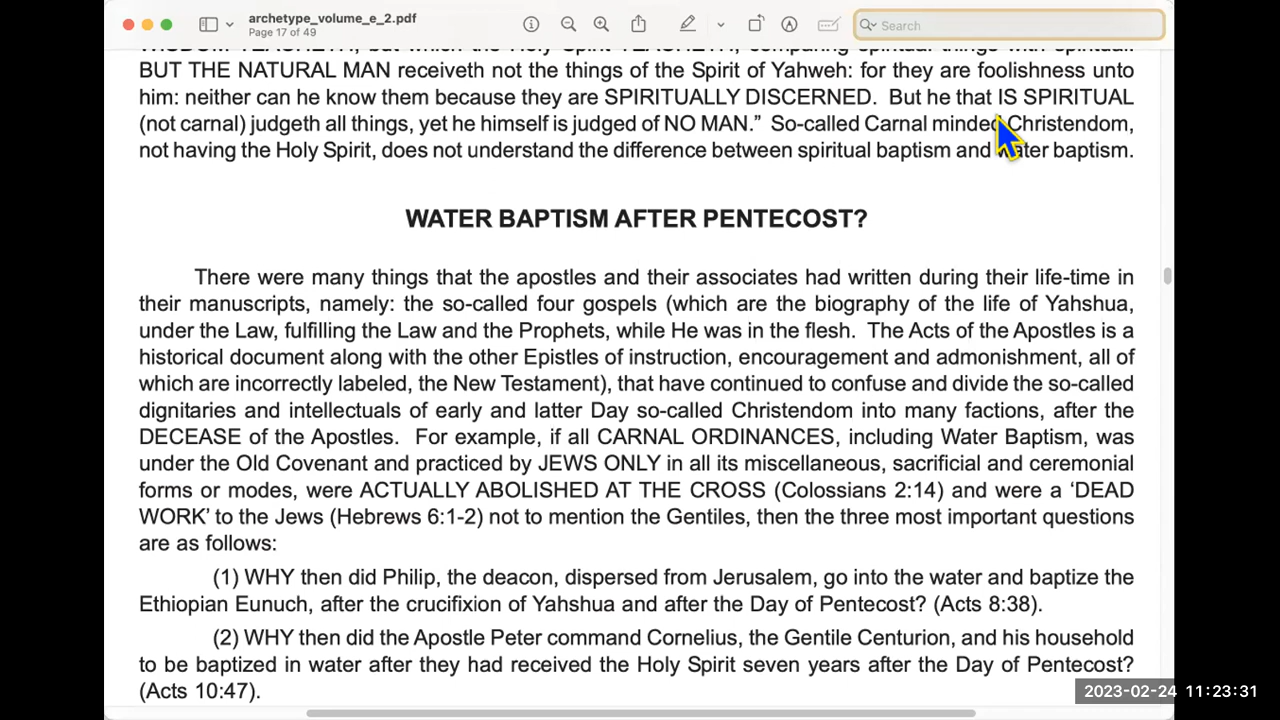 archetype_volume_e_2.pdf
Page 17 of 49
Search
WISDOM TEACHETH, but which the Holy Spirit TEACHETH, comparing spiritual things with spiritual.
BUT THE NATURAL MAN receiveth not the things of the Spirit of Yahweh: for they are foolishness unto
him: neither can he know them because they are SPIRITUALLY DISCERNED. But he that IS SPIRITUAL
(not carnal) judgeth all things, yet he himself is judged of NO MAN.” So-called Carnal minded Christendom,
not having the Holy Spirit, does not understand the difference between spiritual baptism and water baptism.
WATER BAPTISM AFTER PENTECOST?
There were many things that the apostles and their associates had written during their life-time in
their manuscripts, namely: the so-called four gospels (which are the biography of the life of Yahshua,
under the Law, fulfilling the Law and the Prophets, while He was in the flesh. The Acts of the Apostles is a
historical document along with the other Epistles of instruction, encouragement and admonishment, all of
which are incorrectly labeled, the New Testament), that have continued to confuse and divide the so-called
dignitaries and intellectuals of early and latter Day so-called Christendom into many factions, after the
DECEASE of the Apostles. For example, if all CARNAL ORDINANCES, including Water Baptism, was
under the Old Covenant and practiced by JEWS ONLY in all its miscellaneous, sacrificial and ceremonial
forms or modes, were ACTUALLY ABOLISHED AT THE CROSS (Colossians 2:14) and were a ‘DEAD
WORK’ to the Jews (Hebrews 6:1-2) not to mention the Gentiles, then the three most important questions
are as follows:
(1) WHY then did Philip, the deacon, dispersed from Jerusalem, go into the water and baptize the
Ethiopian Eunuch, after the crucifixion of Yahshua and after the Day of Pentecost? (Acts 8:38).
(2) WHY then did the Apostle Peter command Cornelius, the Gentile Centurion, and his household
to be baptized in water after they had received the Holy Spirit seven years after the Day of Pentecost?
(Acts 10:47).
2023-02-24 11:23:31